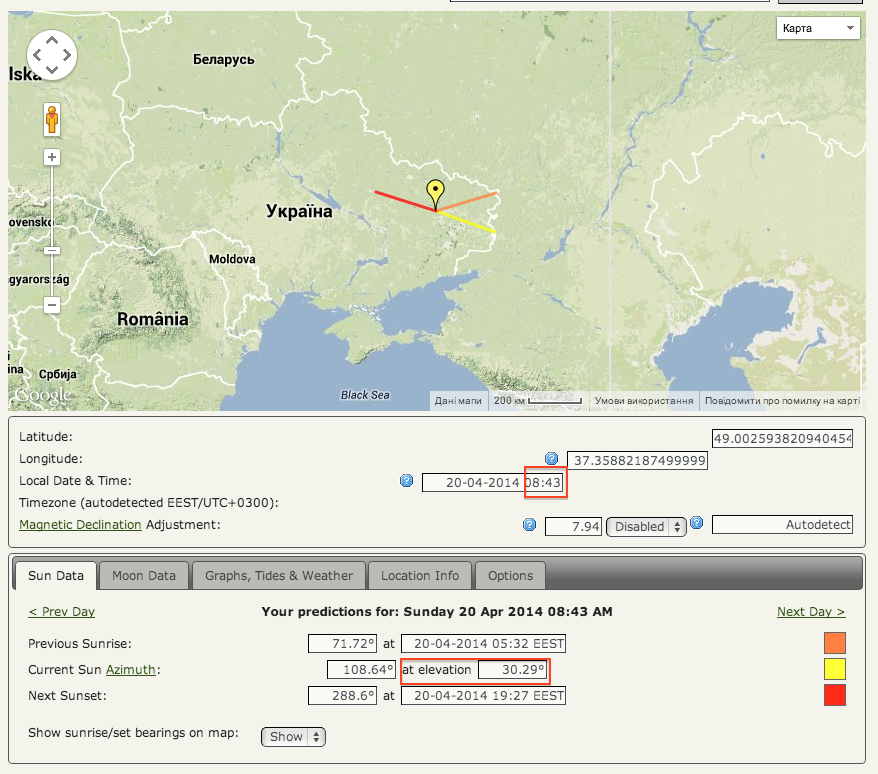 Карта
Беларусь
lska
Україна
ovensko
Moldova
gyarország
România
i
ina
Србија
Google
Black Sea
Дані мапи
200 км
Умови використання
Повідомити про помилку на карті
Latitude: 49.002593820940454
Longitude: 37.35882187499999
Local Date & Time: 20-04-2014 08:43
Timezone (autodetected EEST/UTC+0300):
Magnetic Declination Adjustment: 7.94 Disabled Autodetect
Sun Data Moon Data Graphs, Tides & Weather Location Info Options
< Prev Day Your predictions for: Sunday 20 Apr 2014 08:43 AM Next Day >
Previous Sunrise: 71.72° at 20-04-2014 05:32 EEST
Current Sun Azimuth: 108.64° at elevation 30.29°
Next Sunset: 288.6° at 20-04-2014 19:27 EEST
Show sunrise/set bearings on map: Show